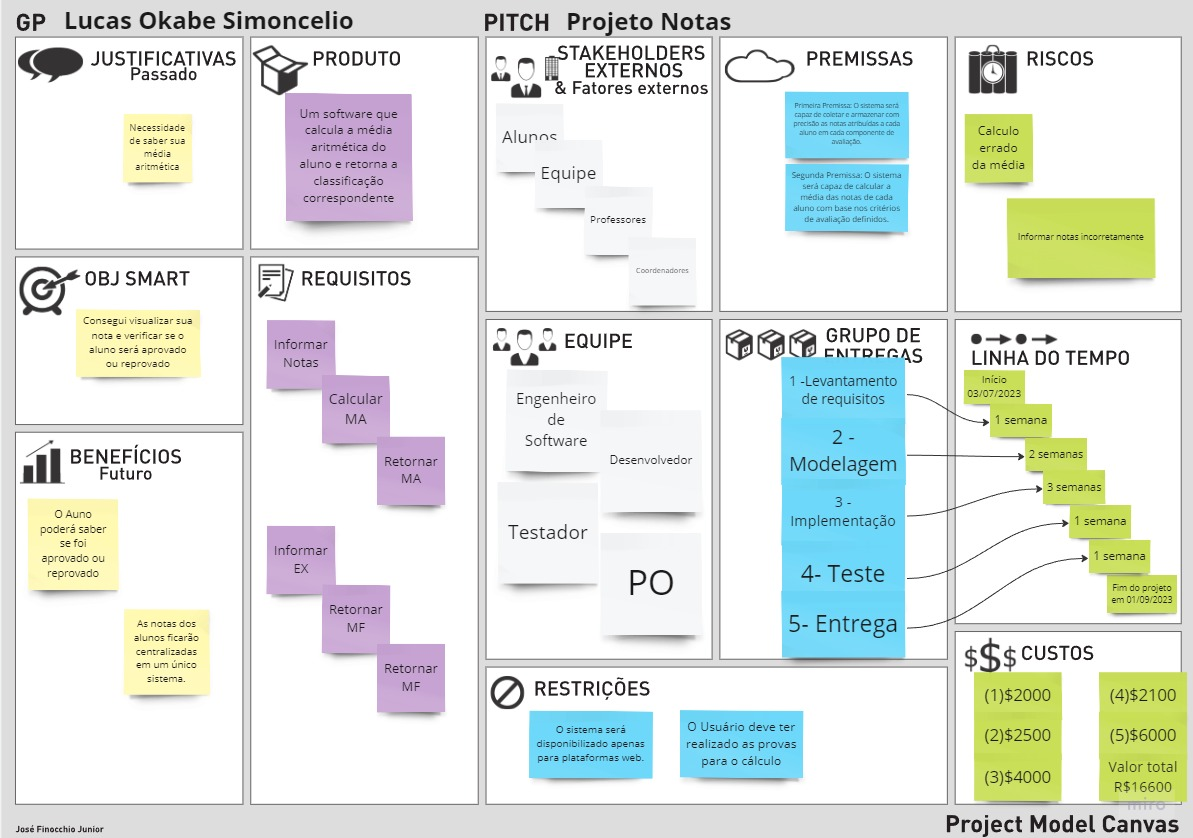 GP Lucas Okabe Simoncelio
PITCH Projeto Notas
JUSTIFICATIVAS
Passado
Necessidade
de saber sua
média
aritmética
PRODUTO
Um software que
calcula a média
aritmética do
aluno e retorna a
classificação
correspondente
STAKEHOLDERS
EXTERNOS
& Fatores externos
Alunos
Equipe
Professores
Coordenadores
PREMISSAS
Primeira Premissa: O sistema será
capaz de coletar e armazenar com
precisão as notas atribuídas a cada
aluno em cada componente de
avaliação.
Segunda Premissa: O sistema
será capaz de calcular a
média das notas de cada
aluno com base nos critérios
de avaliação definidos.
RISCOS
Calculo
errado
da média
Informar notas incorretamente
OBJ SMART
Consegui visualizar sua
nota e verificar se o
aluno será aprovado
ou reprovado
REQUISITOS
Informar
Notas
Calcular
MA
Retornar
MA
Informar
EX
Retornar
MF
Retornar
MF
BENEFÍCIOS
Futuro
O Auno
poderá saber
se foi
aprovado ou
reprovado
As notas dos
alunos ficarão
centralizadas
em um único
sistema.
EQUIPE
Engenheiro
de
Software
Desenvolvedor
Testador
PO
GRUPO DE
ENTREGAS
1 -Levantamento
de requisitos
2 -
Modelagem
3 -
Implementação
4- Teste
5- Entrega
LINHA DO TEMPO
Início
03/07/2023
1 semana
2 semanas
3 semanas
1 semana
1 semana
Fim do projeto
em 01/09/2023
RESTRIÇÕES
O sistema será
disponibilizado apenas
para plataformas web.
O Usuário deve ter
realizado as provas
para o cálculo
$$$ CUSTOS
(1)$2000
(2)$2500
(3)$4000
(4)$2100
(5)$6000
Valor total
R$16600
miro
José Finocchio Junior
Project Model Canvas